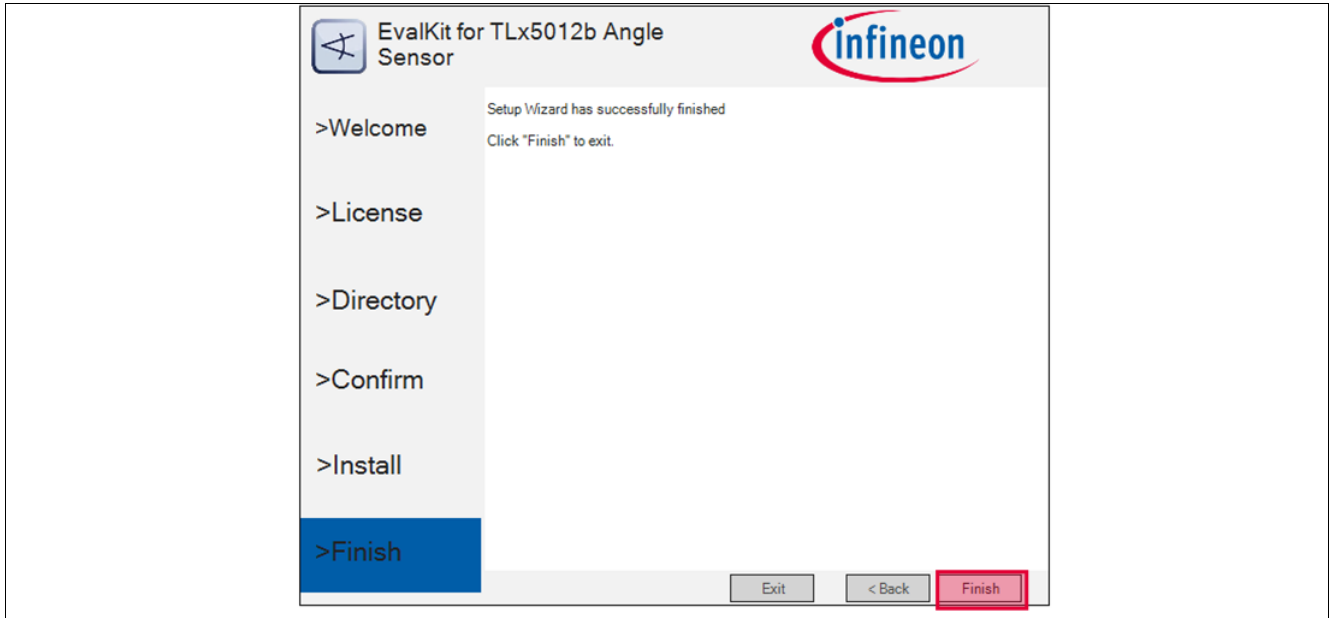 EvalKit for TLx5012b Angle
Sensor
infineon
>Welcome
Setup Wizard has successfully finished
Click "Finish" to exit.
>License
>Directory
>Confirm
>Install
>Finish
Exit
< Back
Finish